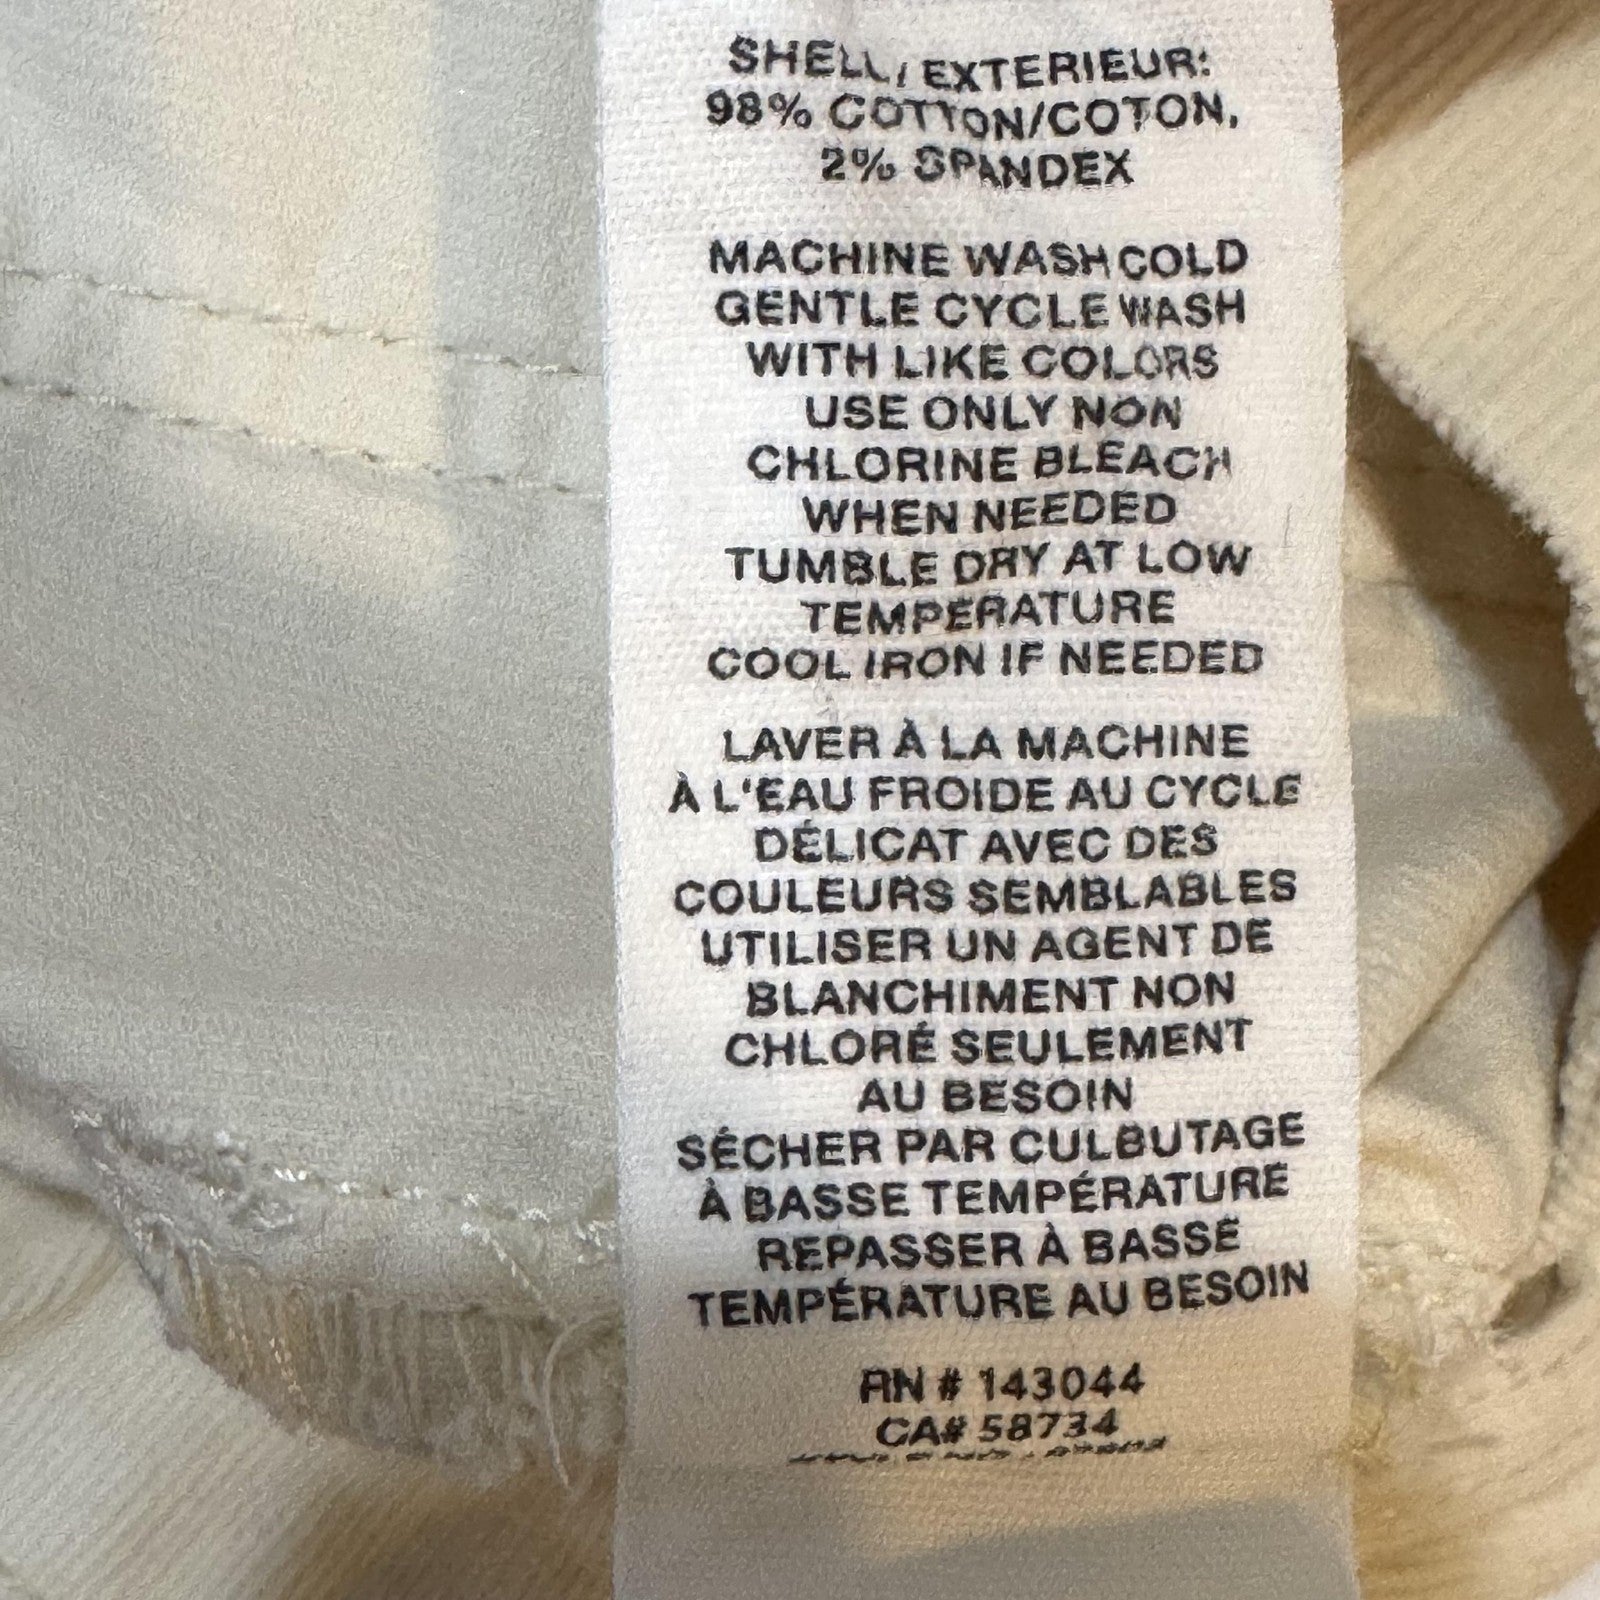 SHELL/EXTERIEUR:
98% COTTON/COTON,
2% SPANDEX
MACHINE WASH COLD
GENTLE CYCLE WASH
WITH LIKE COLORS
USE ONLY NON
CHLORINE BLEACH
WHEN NEEDED
TUMBLE DRY AT LOW
TEMPERATURE
COOL IRON IF NEEDED
LAVER À LA MACHINE
À L'EAU FROIDE AU CYCLE
DÉLICAT AVEC DES
COULEURS SEMBLABLES
UTILISER UN AGENT DE
BLANCHIMENT NON
CHLORÉ SEULEMENT
AU BESOIN
SÉCHER PAR CULBUTAGE
À BASSE TEMPÉRATURE
REPASSER À BASSE
TEMPÉRATURE AU BESOIN
RN # 143044
CA# 58734